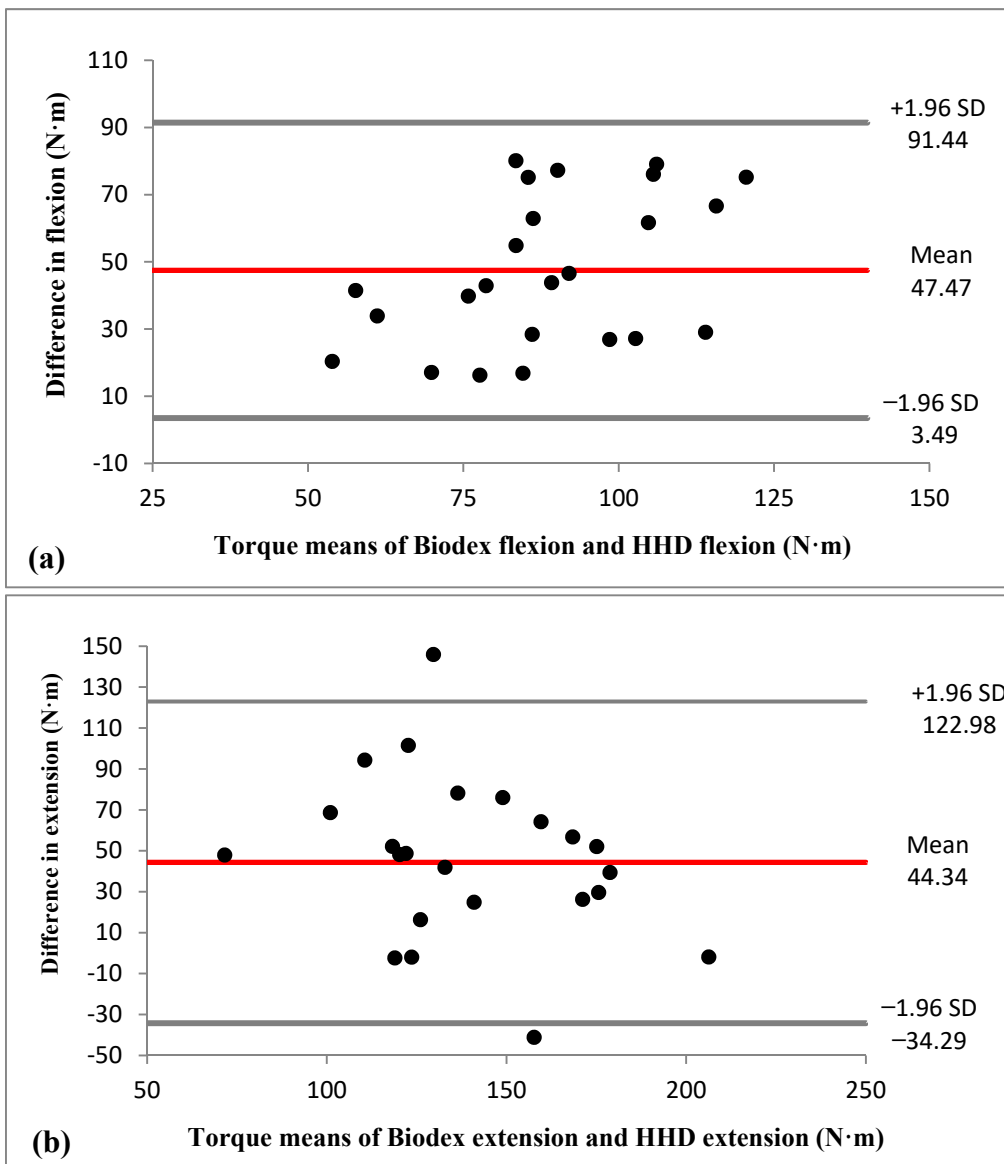 110
90
70
50
30
10
-10
Difference in flexion (N·m)
+1.96 SD
91.44
Mean
47.47
−1.96 SD
3.49
25 50 75 100 125 150
Torque means of Biodex flexion and HHD flexion (N·m)
(a)
150
130
110
90
70
50
30
10
-10
-30
-50
Difference in extension (N·m)
+1.96 SD
122.98
Mean
44.34
−1.96 SD
−34.29
50 100 150 200 250
Torque means of Biodex extension and HHD extension (N·m)
(b)